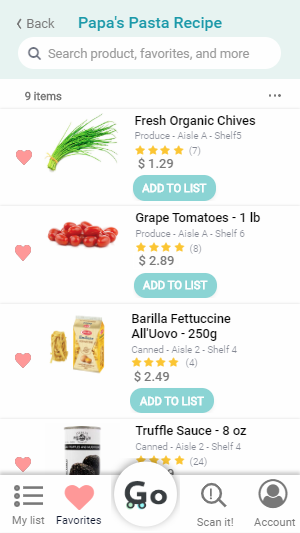 Back
Papa's Pasta Recipe
Search product, favorites, and more
9 items
Fresh Organic Chives
Produce - Aisle A - Shelf5
(7)
$ 1.29
ADD TO LIST
Grape Tomatoes - 1 lb
Produce - Aisle A - Shelf 6
(8)
$ 2.89
ADD TO LIST
Barilla Fettuccine
All'Uovo - 250g
Canned - Aisle 2 - Shelf 4
(4)
$ 2.49
ADD TO LIST
Truffle Sauce - 8 oz
Canned - Aisle 2 - Shelf 4
(24)
Go
My list
Favorites
Scan it!
Account